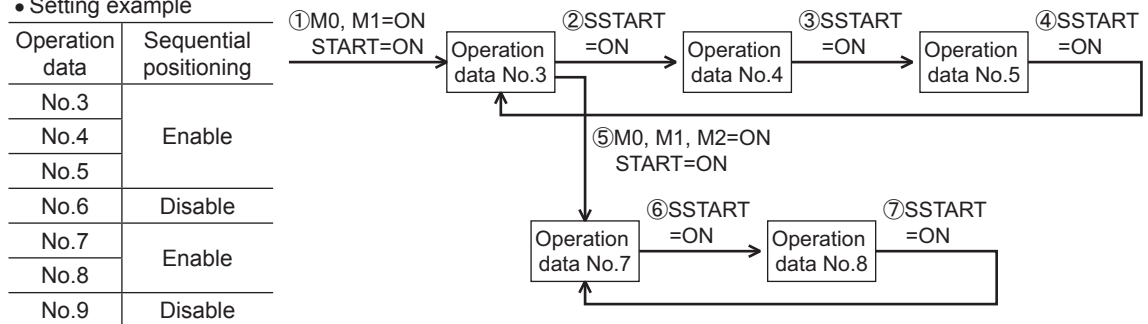 • Setting example
Operation data
Sequential positioning
No.3
No.4
No.5
Enable
No.6
Disable
No.7
No.8
Enable
No.9
Disable
①M0, M1=ON
START=ON
Operation
data No.3
②SSTART
=ON
Operation
data No.4
③SSTART
=ON
Operation
data No.5
④SSTART
=ON
⑤M0, M1, M2=ON
START=ON
Operation
data No.7
⑥SSTART
=ON
Operation
data No.8
⑦SSTART
=ON